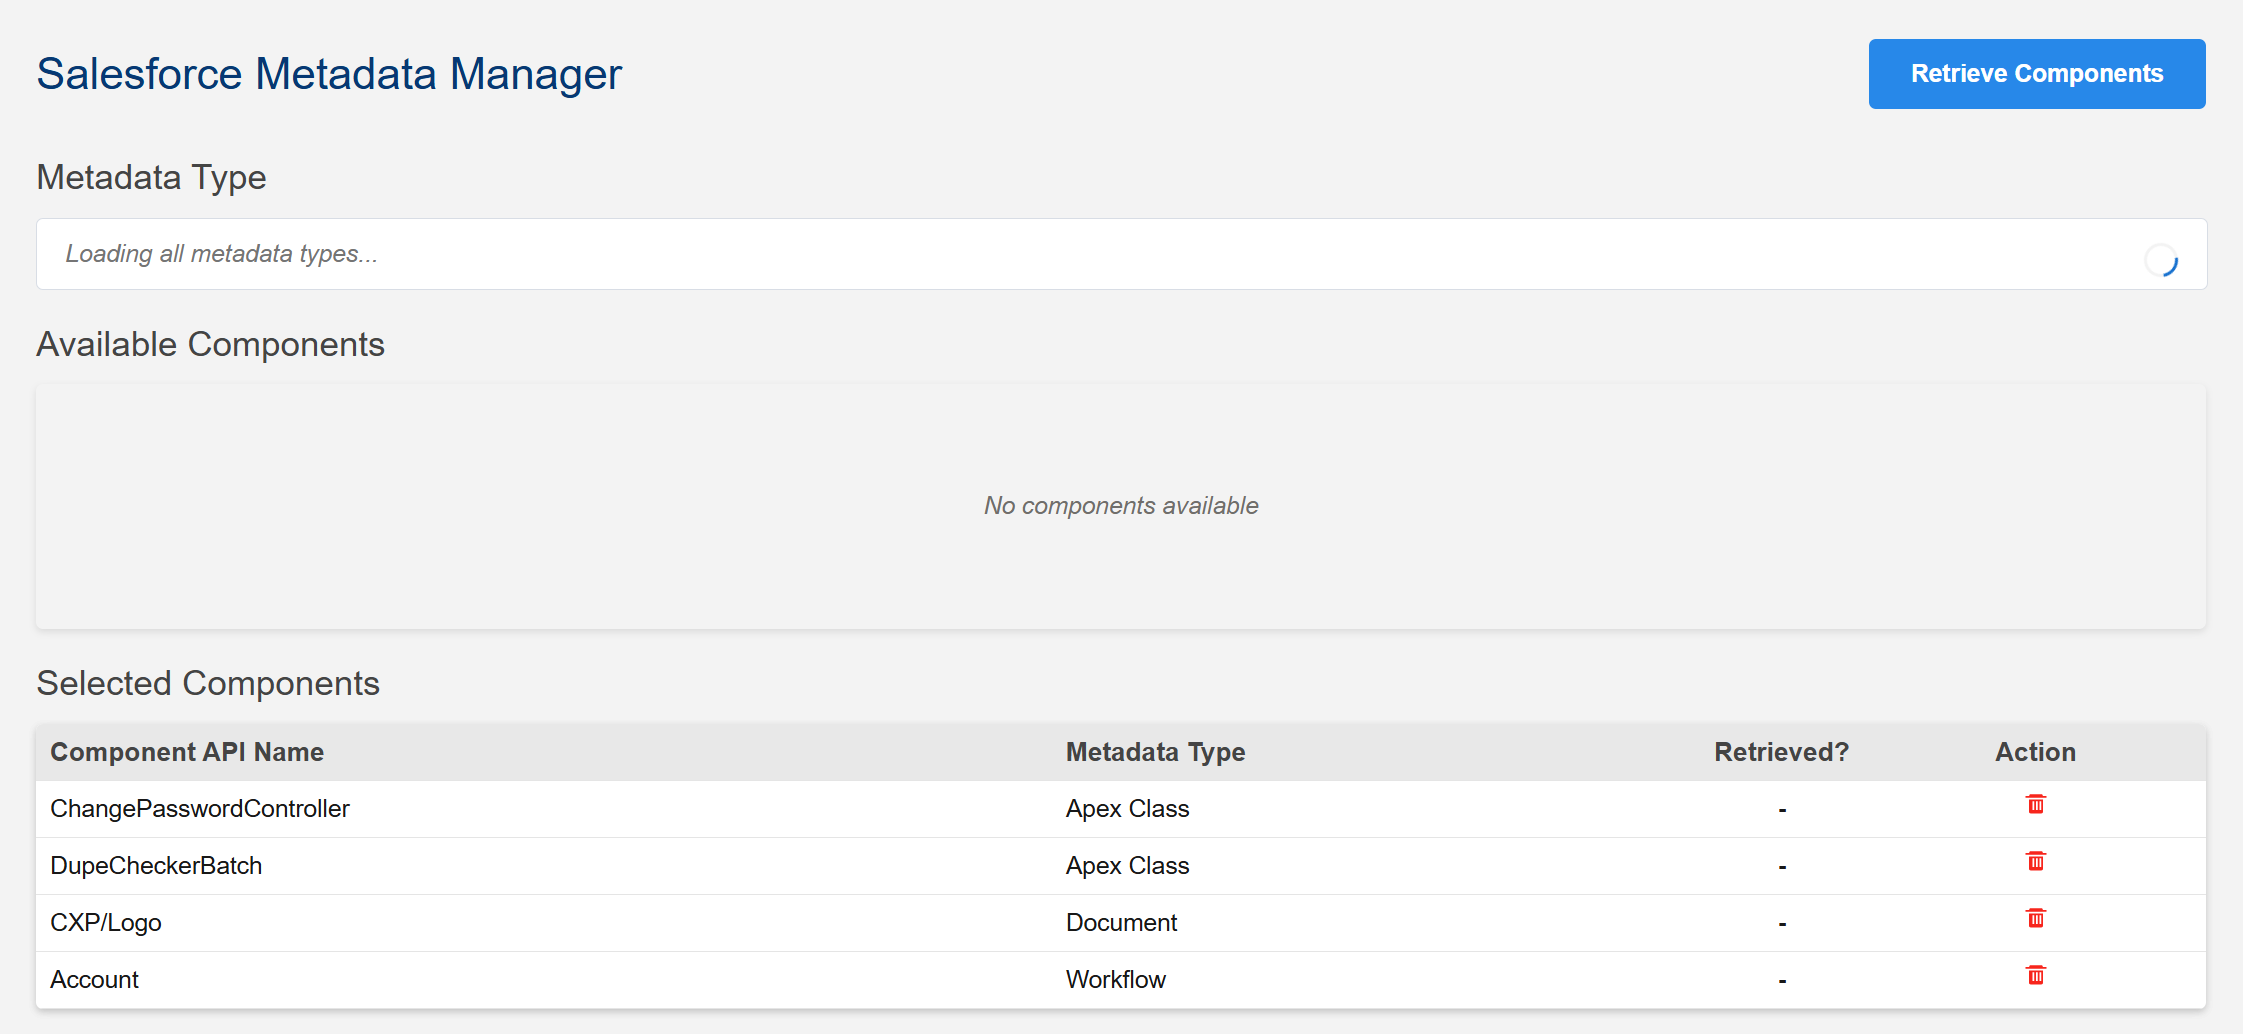 Salesforce Metadata Manager
Retrieve Components
Metadata Type
Loading all metadata types...
Available Components
No components available
Selected Components
Component API Name Metadata Type Retrieved? Action
ChangePasswordController Apex Class -
DupeCheckerBatch Apex Class -
CXP/Logo Document -
Account Workflow -